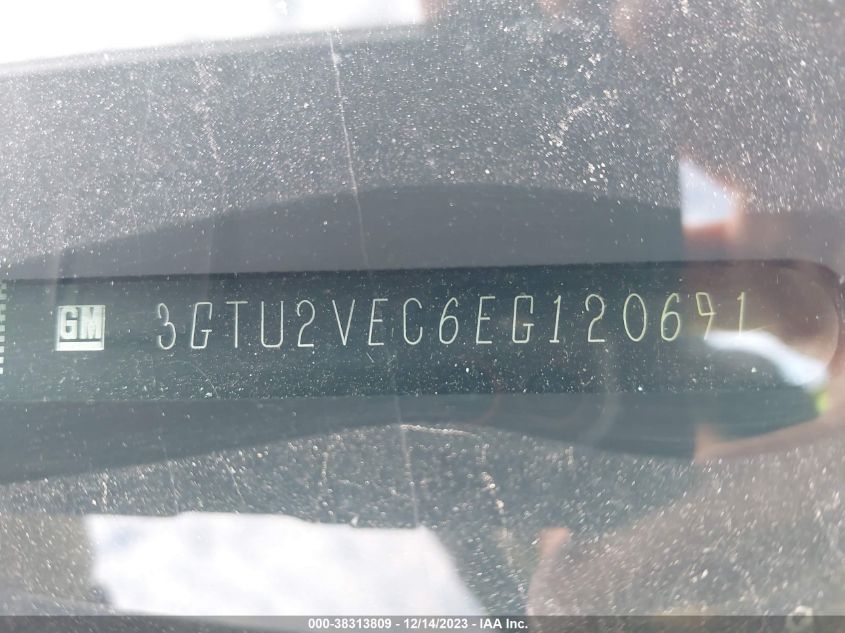 GM 3GTU2VEC6EG120691
000-38313809 - 12/14/2023 - IAA Inc.